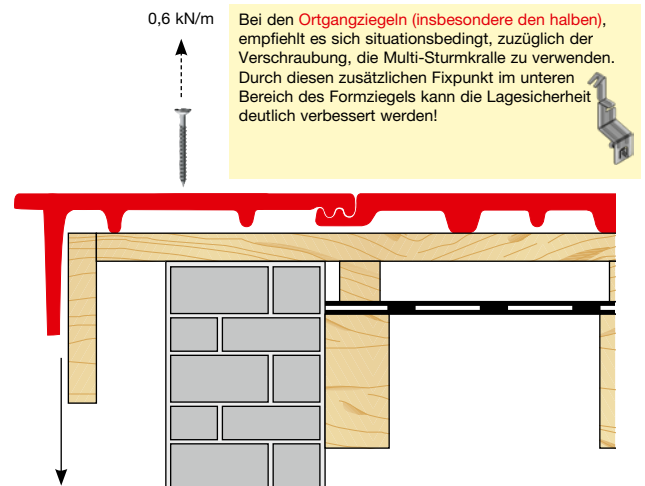 0,6 kN/m
Bei den Ortgangziegeln (insbesondere den halben),
empfiehlt es sich situationsbedingt, zuzüglich der
Verschraubung, die Multi-Sturmkralle zu verwenden.
Durch diesen zusätzlichen Fixpunkt im unteren
Bereich des Formziegels kann die Lagesicherheit
deutlich verbessert werden!